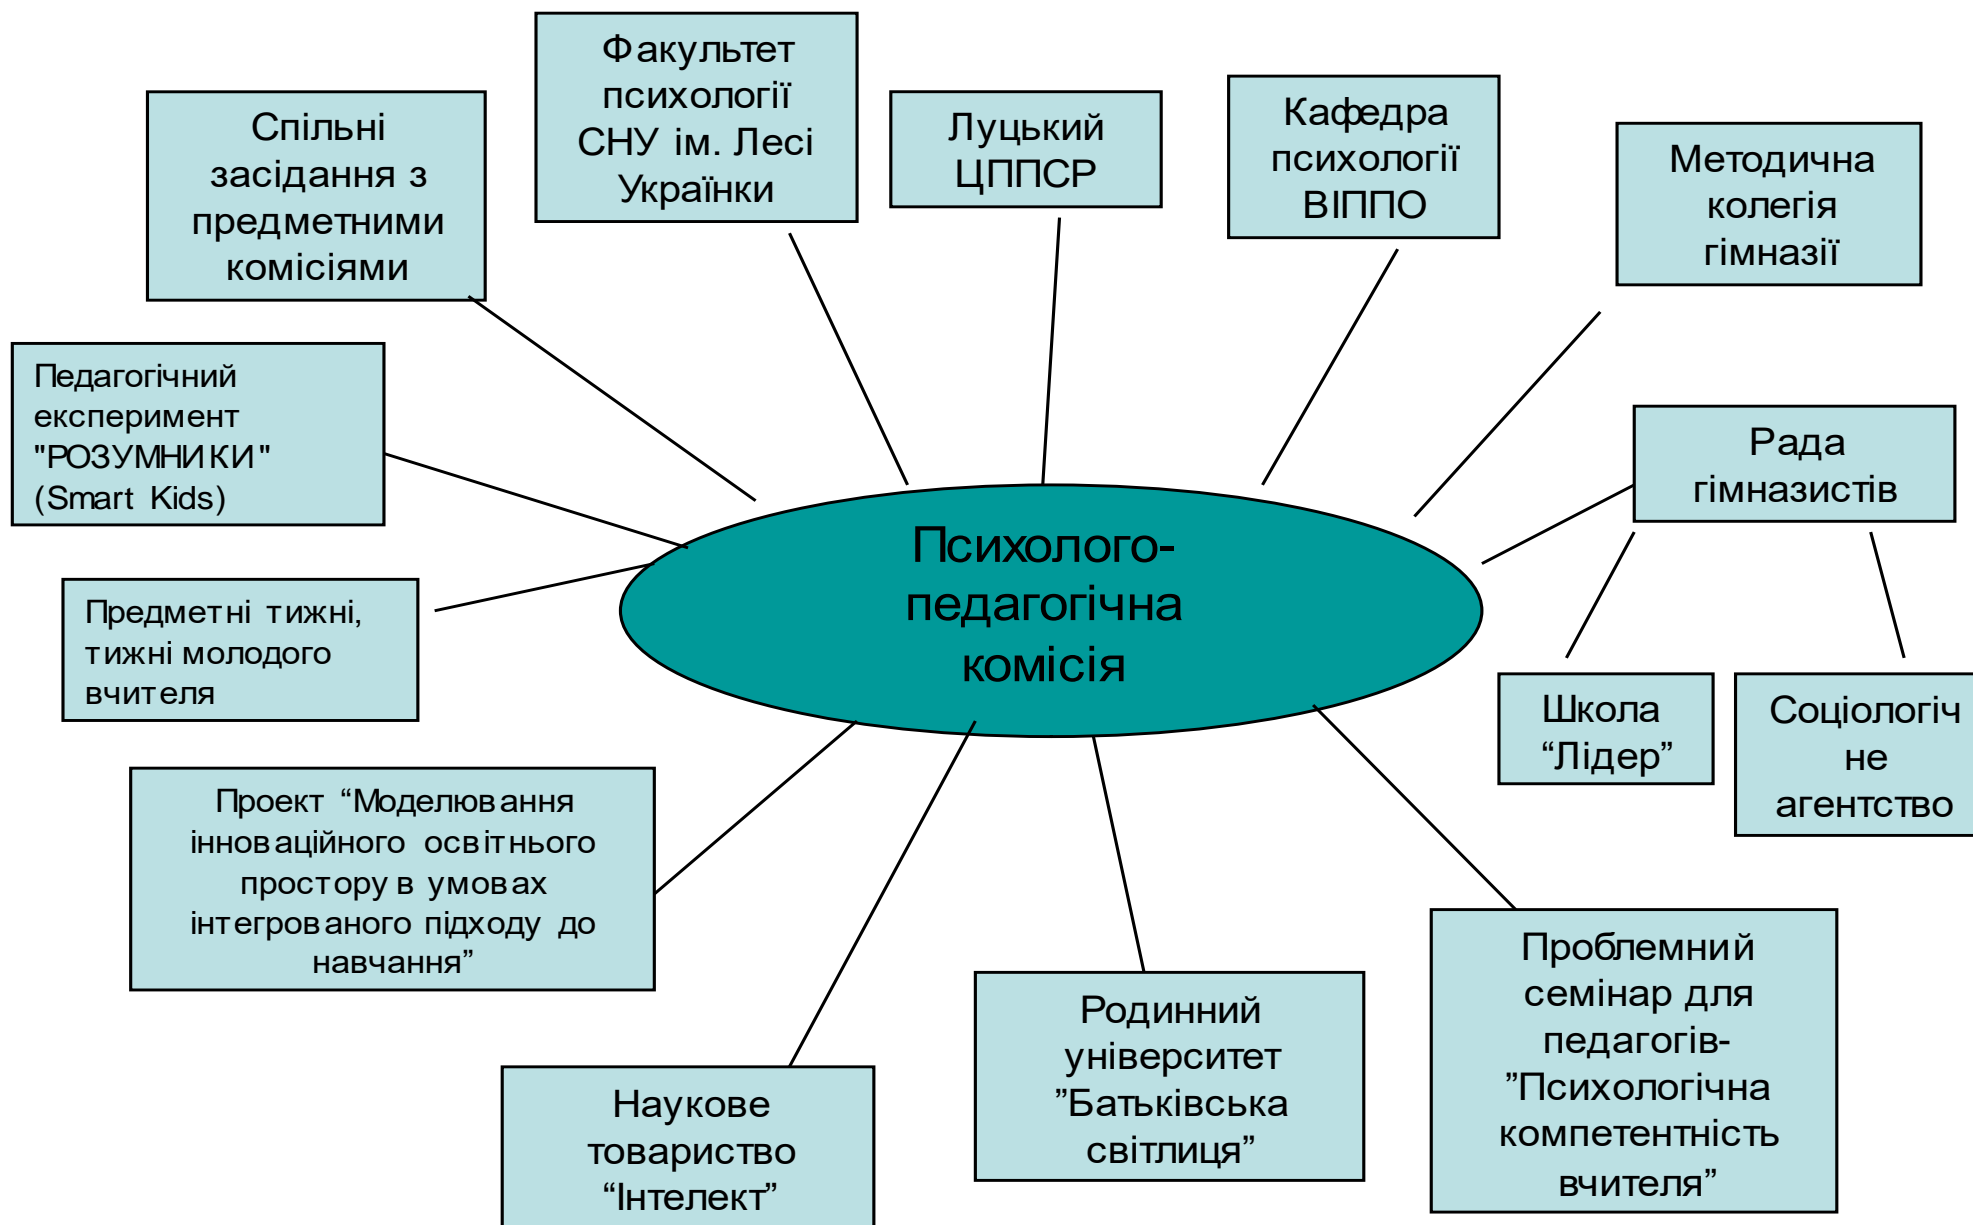 Факультет
психології
СНУ ім. Лесі
Українки
Спільні
засідання з
предметними
комісіями
Луцький
ЦППСР
Кафедра
психології
ВІППО
Методична
колегія
гімназії
Педагогічний
експеримент
"РОЗУМНИКИ"
(Smart Kids)
Рада
гімназистів
Психолого-
педагогічна
комісія
Предметні тижні,
тижні молодого
вчителя
Школа
“Лідер”
Соціологіч
не
агентство
Проект “Моделювання
інноваційного освітнього
простору в умовах
інтегрованого підходу до
навчання”
Наукове
товариство
“Інтелект”
Родинний
університет
”Батьківська
світлиця”
Проблемний
семінар для
педагогів-
”Психологічна
компетентність
вчителя”